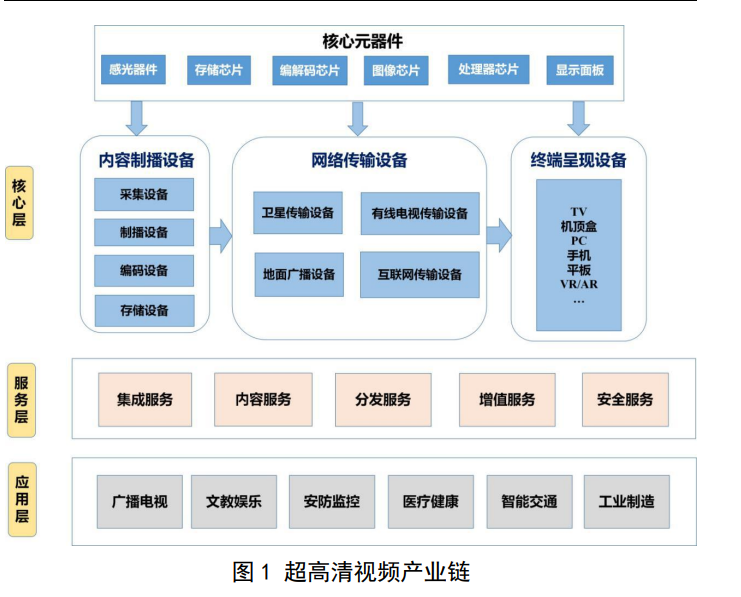 核心元器件
感光器件
存储芯片
编解码芯片
图像芯片
处理器芯片
显示面板
核心层
内容制播设备
采集设备
制播设备
编码设备
存储设备
网络传输设备
卫星传输设备
有线电视传输设备
地面广播设备
互联网传输设备
终端呈现设备
TV
机顶盒
PC
手机
平板
VR/AR
…
服务层
集成服务
内容服务
分发服务
增值服务
安全服务
应用层
广播电视
文教娱乐
安防监控
医疗健康
智能交通
工业制造
图 1 超高清视频产业链